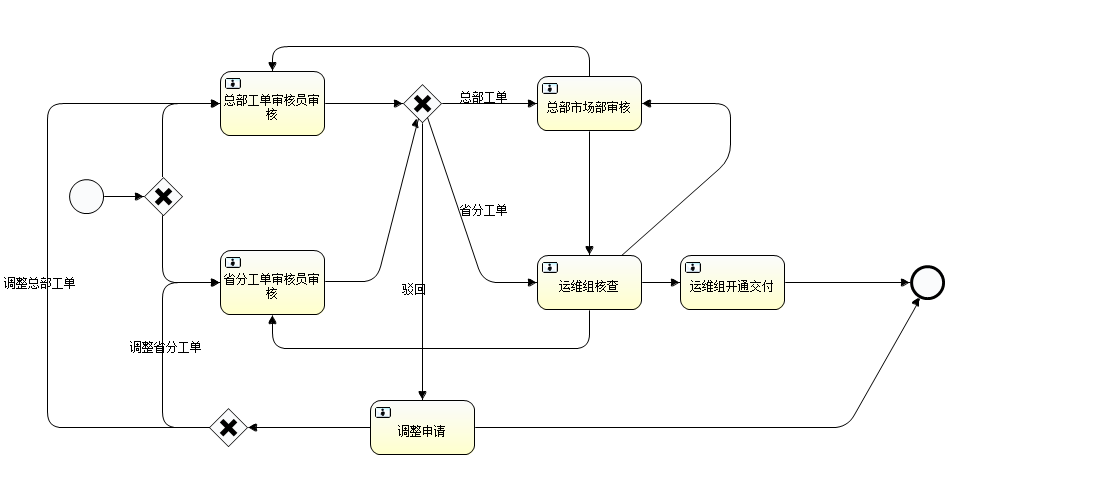 总部工单审核员审
核
总部工单
总部市场部审核
省分工单
省分工单审核员审
核
调整总部工单
驳回
运维组核查
运维组开通交付
调整省分工单
调整申请